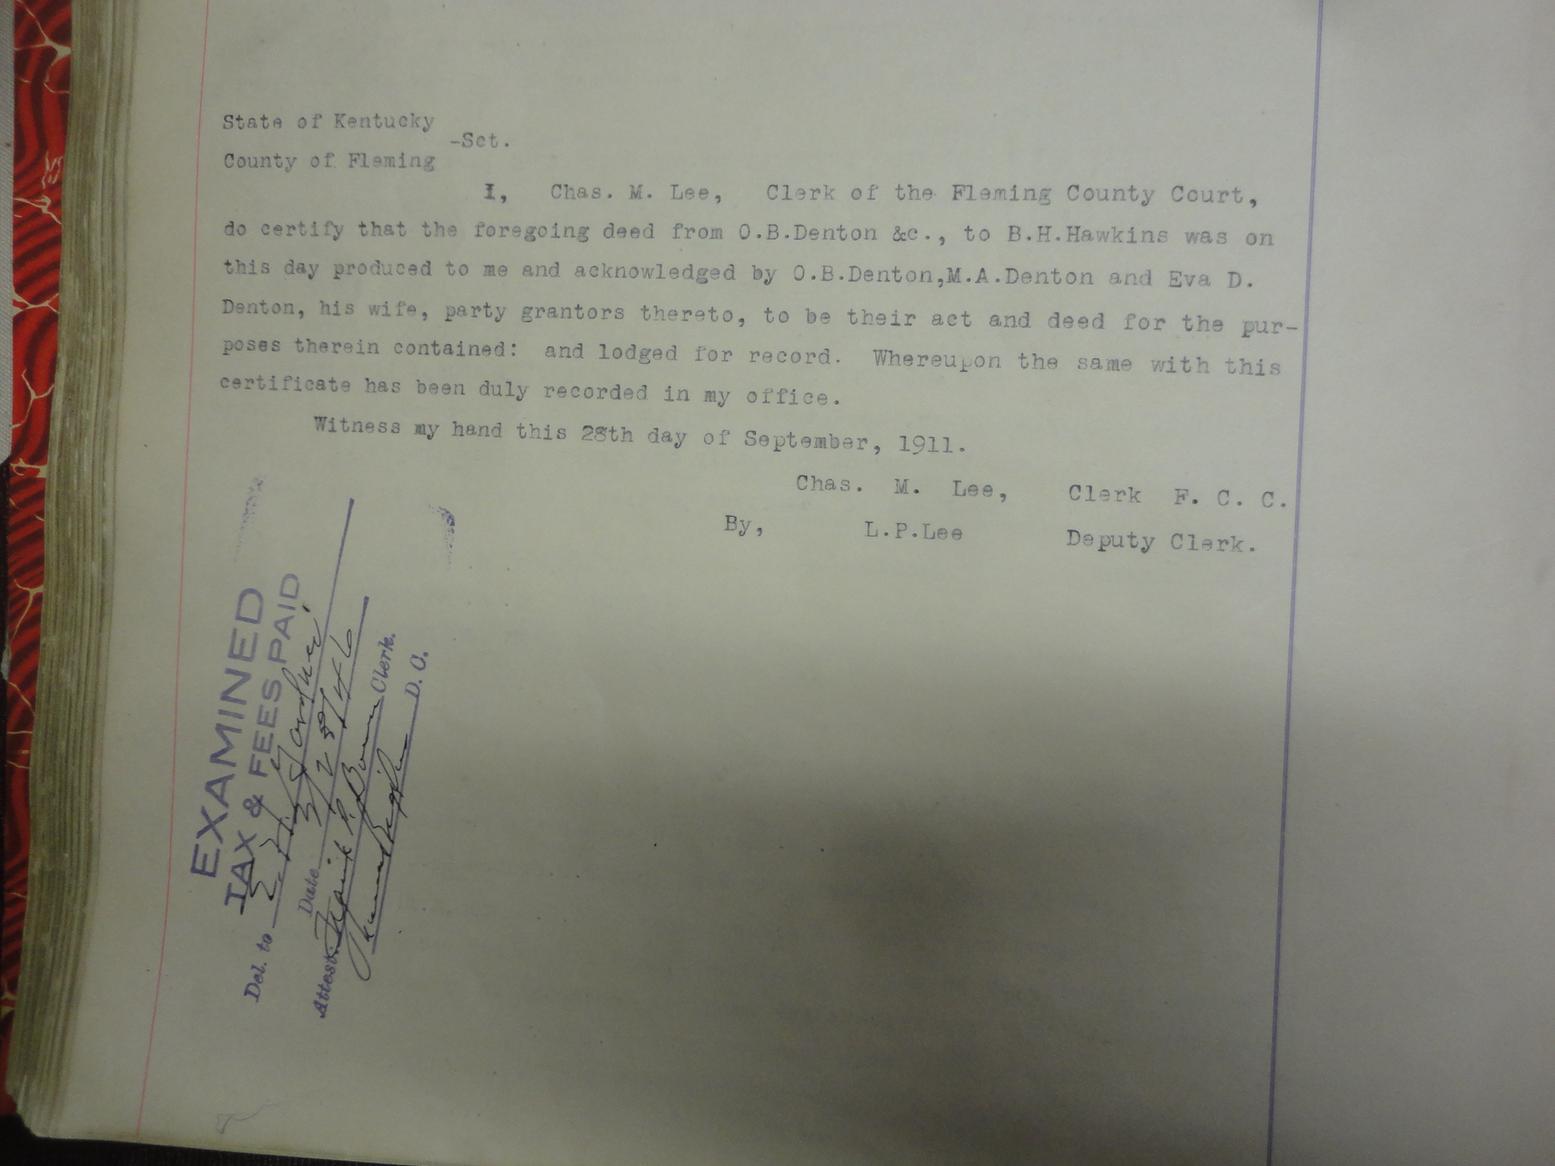 State of Kentucky
-Sct.
County of Fleming
I, Chas. M. Lee, Clerk of the Fleming County Court,
do certify that the foregoing deed from O.B.Denton &c., to B.H.Hawkins was on
this day produced to me and acknowledged by O.B.Denton,M.A.Denton and Eva D.
Denton, his wife, party grantors thereto, to be their act and deed for the pur-
poses therein contained: and lodged for record. Whereupon the same with this
certificate has been duly recorded in my office.
Witness my hand this 28th day of September, 1911.
Chas. M. Lee, Clerk F. C. C.
By, L.P.Lee Deputy Clerk.
EXAMINED
TAX & FEES PAID
Del. to
Date 3/28/46
Attest: Clerk.
D. C.